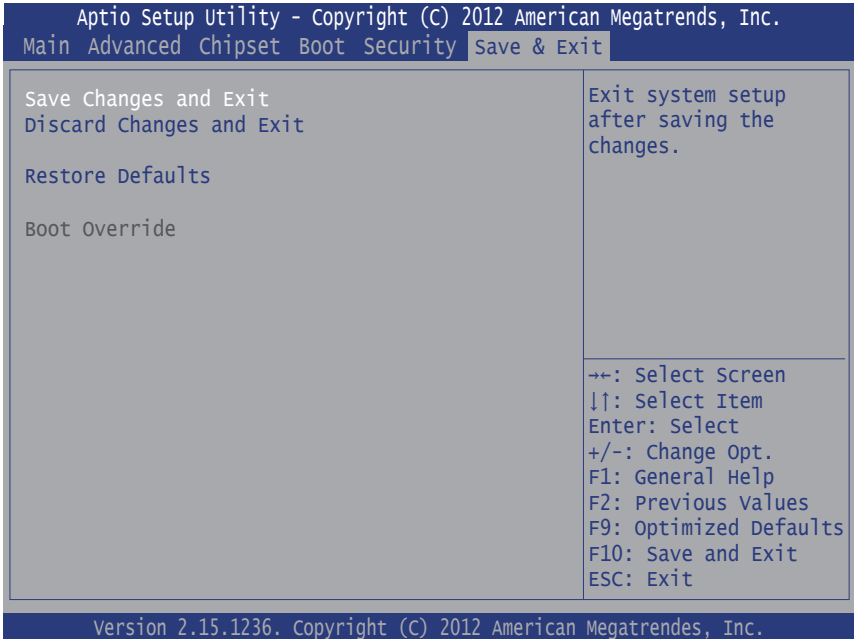 Aptio Setup Utility - Copyright (C) 2012 American Megatrends, Inc.
Main Advanced Chipset Boot Security Save & Exit
Save Changes and Exit
Discard Changes and Exit
Restore Defaults
Boot Override
Exit system setup
after saving the
changes.
→←: Select Screen
↓↑: Select Item
Enter: Select
+/-: Change Opt.
F1: General Help
F2: Previous Values
F9: Optimized Defaults
F10: Save and Exit
ESC: Exit
Version 2.15.1236. Copyright (C) 2012 American Megatrendes, Inc.